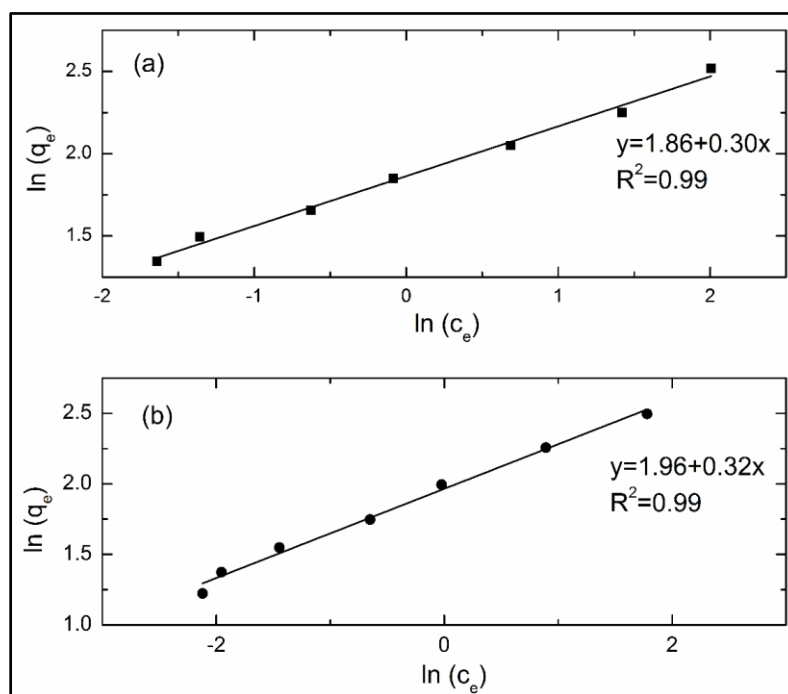 (a)
ln (qₑ)
2.5
2.0
1.5
y=1.86+0.30x
R²=0.99
-2 -1 0 1 2
ln (cₑ)
(b)
ln (qₑ)
2.5
2.0
1.5
1.0
y=1.96+0.32x
R²=0.99
-2 0 2
ln (cₑ)